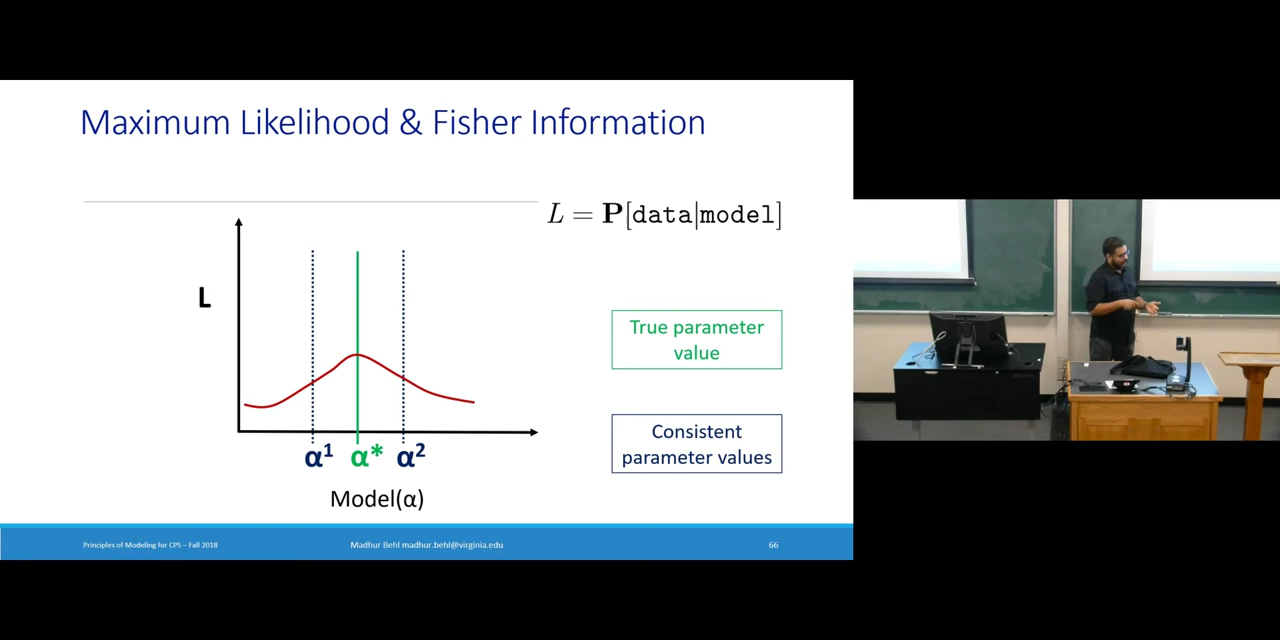 Maximum Likelihood & Fisher Information
L = P[data|model]
L
True parameter
value
Consistent
parameter values
α¹ α* α²
Model(α)
Principles of Modeling for CPS – Fall 2018 Madhur Behl madhur.behl@virginia.edu 66